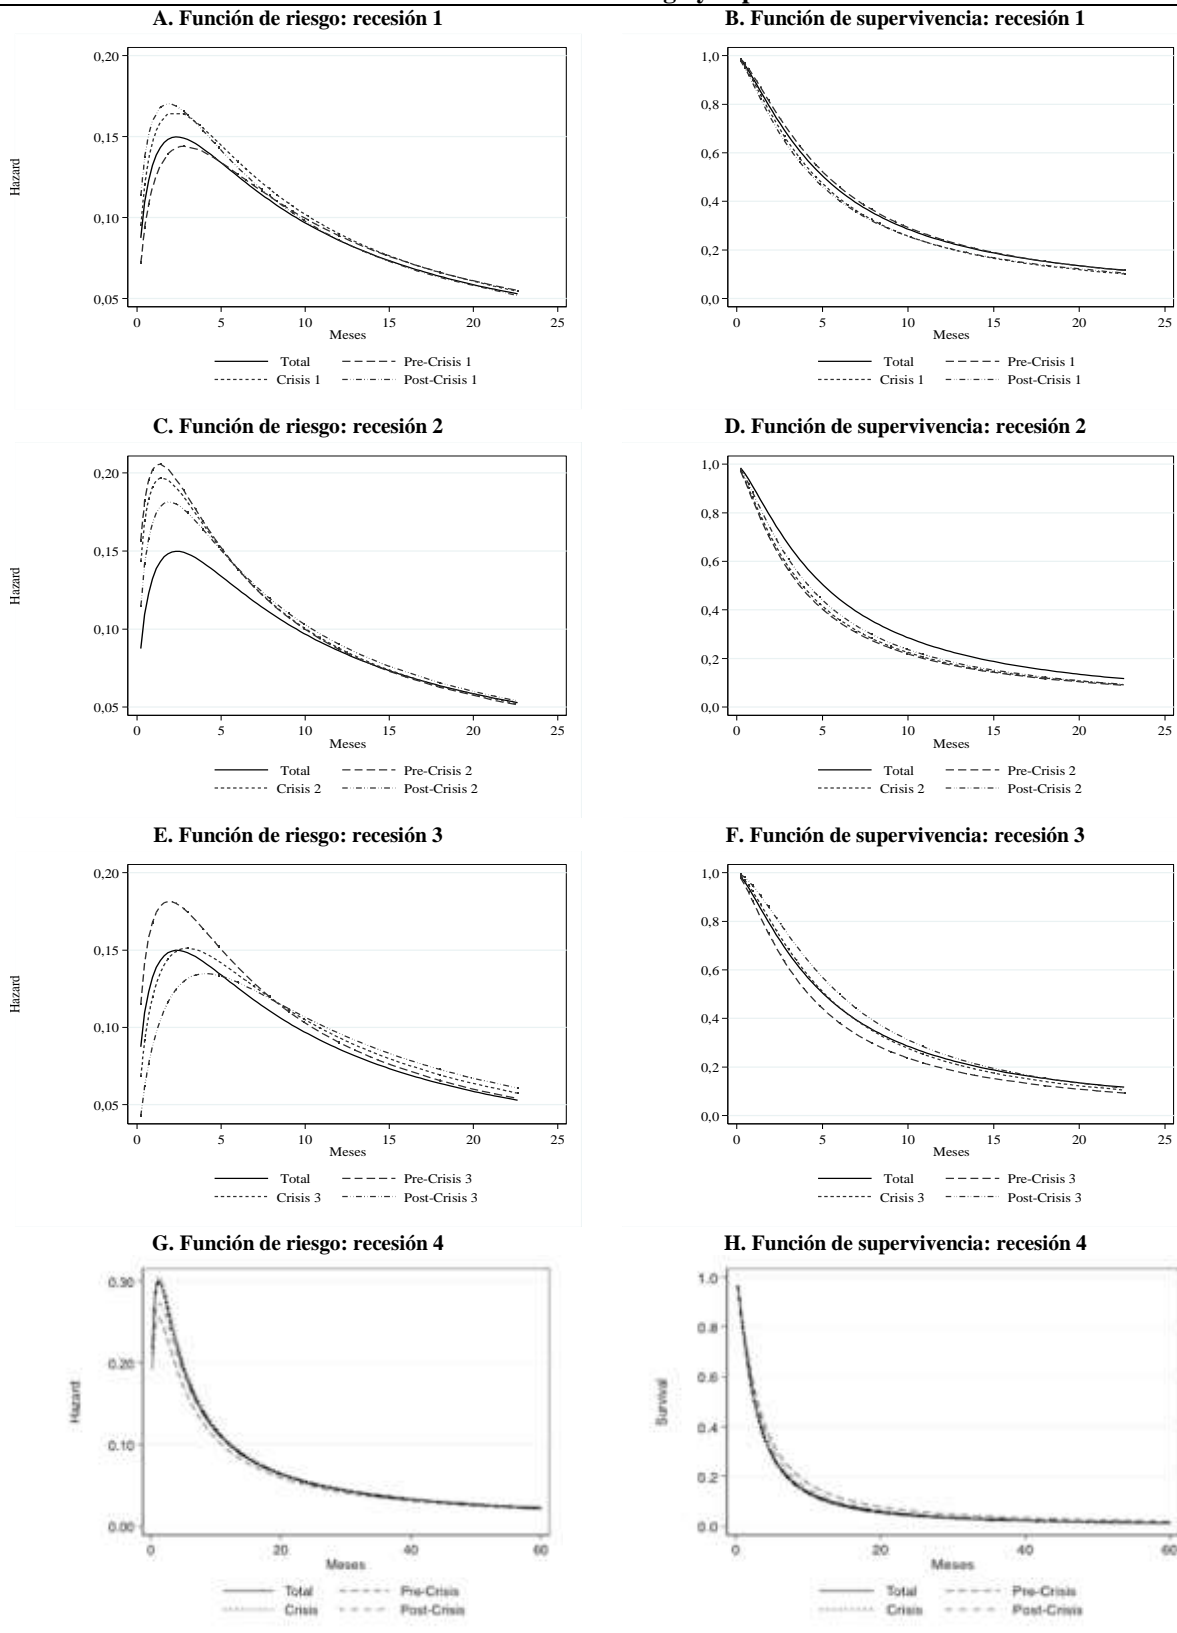 A. Función de riesgo: recesión 1
B. Función de supervivencia: recesión 1
0,20
0,15
0,10
0,05
Hazard
0 5 10 15 20 25
Meses
Total Pre-Crisis 1
Crisis 1 Post-Crisis 1
1,0
0,8
0,6
0,4
0,2
0,0
0 5 10 15 20 25
Meses
Total Pre-Crisis 1
Crisis 1 Post-Crisis 1
C. Función de riesgo: recesión 2
D. Función de supervivencia: recesión 2
0,20
0,15
0,10
0,05
Hazard
0 5 10 15 20 25
Meses
Total Pre-Crisis 2
Crisis 2 Post-Crisis 2
1,0
0,8
0,6
0,4
0,2
0,0
0 5 10 15 20 25
Meses
Total Pre-Crisis 2
Crisis 2 Post-Crisis 2
E. Función de riesgo: recesión 3
F. Función de supervivencia: recesión 3
0,20
0,15
0,10
0,05
Hazard
0 5 10 15 20 25
Meses
Total Pre-Crisis 3
Crisis 3 Post-Crisis 3
1,0
0,8
0,6
0,4
0,2
0,0
0 5 10 15 20 25
Meses
Total Pre-Crisis 3
Crisis 3 Post-Crisis 3
G. Función de riesgo: recesión 4
H. Función de supervivencia: recesión 4
0.30
0.20
0.10
0.00
Hazard
0 20 40 60
Meses
Total Pre-Crisis
Crisis Post-Crisis
1.0
0.8
0.6
0.4
0.2
0.0
Survival
0 20 40 60
Meses
Total Pre-Crisis
Crisis Post-Crisis